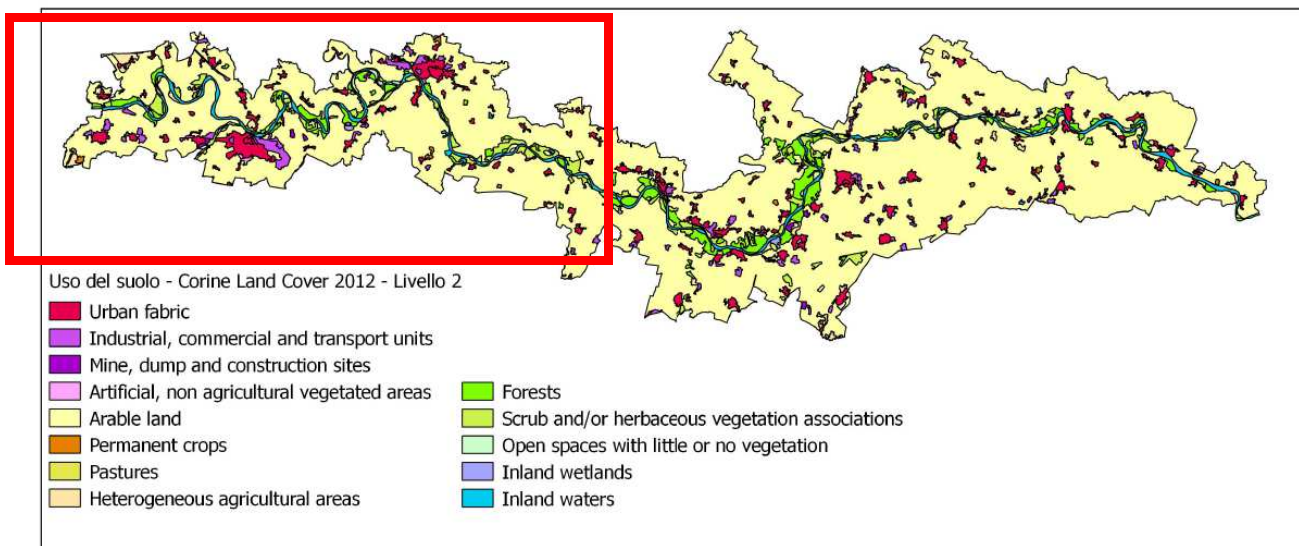 Uso del suolo - Corine Land Cover 2012 - Livello 2
Urban fabric
Industrial, commercial and transport units
Mine, dump and construction sites
Artificial, non agricultural vegetated areas
Arable land
Permanent crops
Pastures
Heterogeneous agricultural areas
Forests
Scrub and/or herbaceous vegetation associations
Open spaces with little or no vegetation
Inland wetlands
Inland waters